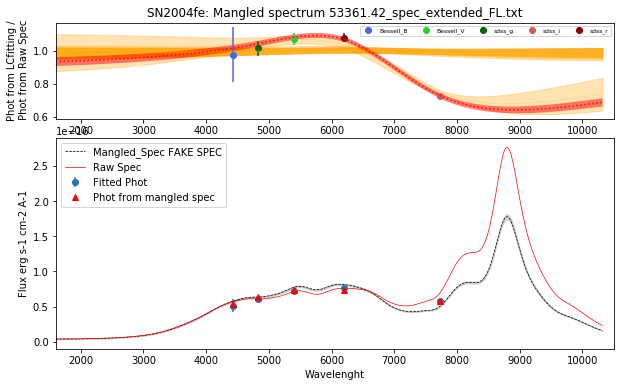 SN2004fe: Mangled spectrum 53361.42_spec_extended_FL.txt
Phot from LCfitting /
Phot from Raw Spec
Bessell_B Bessell_V sdss_g sdss_i sdss_r
1.0
0.8
0.6
2000 3000 4000 5000 6000 7000 8000 9000 10000
1e−16
Mangled_Spec FAKE SPEC
Raw Spec
Fitted Phot
Phot from mangled spec
Flux erg s-1 cm-2 A-1
2.5
2.0
1.5
1.0
0.5
0.0
2000 3000 4000 5000 6000 7000 8000 9000 10000
Wavelenght